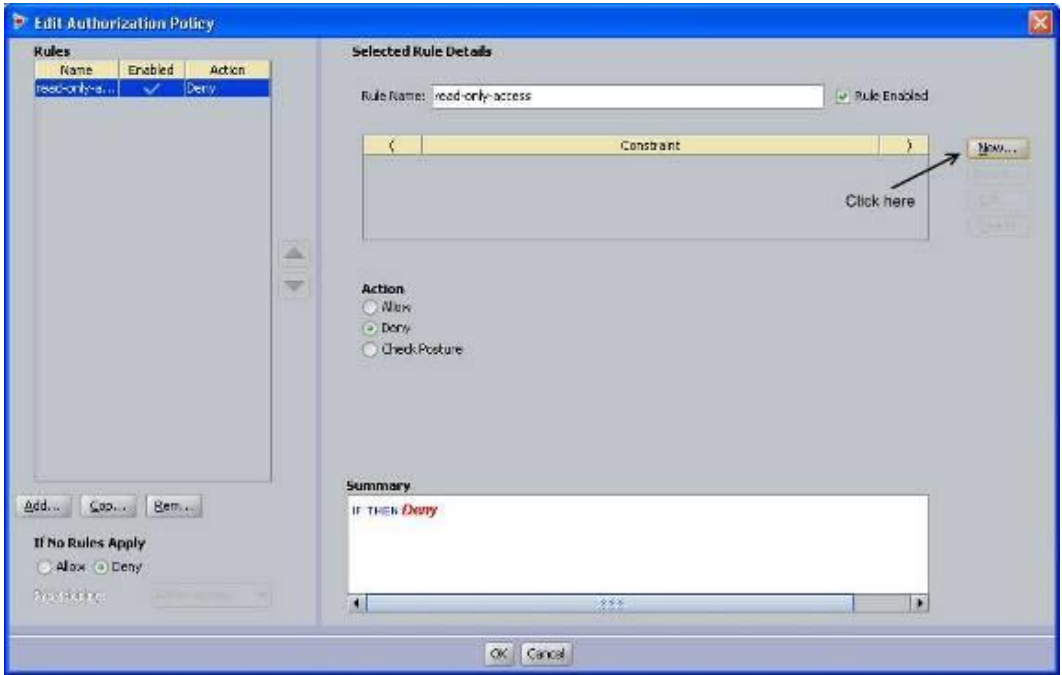 Edit Authorization Policy
Rules
Name Enabled Action
read-only-a... Deny
Add... Cop... Rem...
If No Rules Apply
Allow Deny
Selected Rule Details
Rule Name: read-only-access Rule Enabled
( Constraint )
New...
Click here
Action
Allow
Deny
Check Posture
Summary
IF THEN Deny
OK Cancel